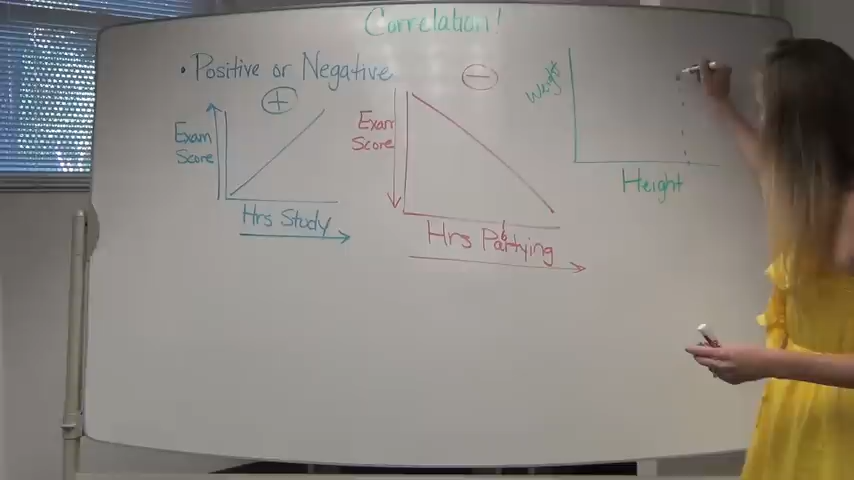 Correlation!
• Positive or Negative
+
Exam
Score
Hrs Study
−
Exam
Score
Hrs Partying
Weight
Height